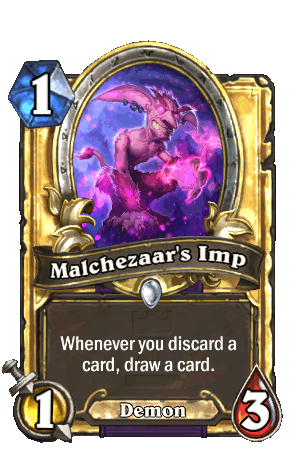 1
Malchezaar's Imp
Whenever you discard a
card, draw a card.
1
Demon
3